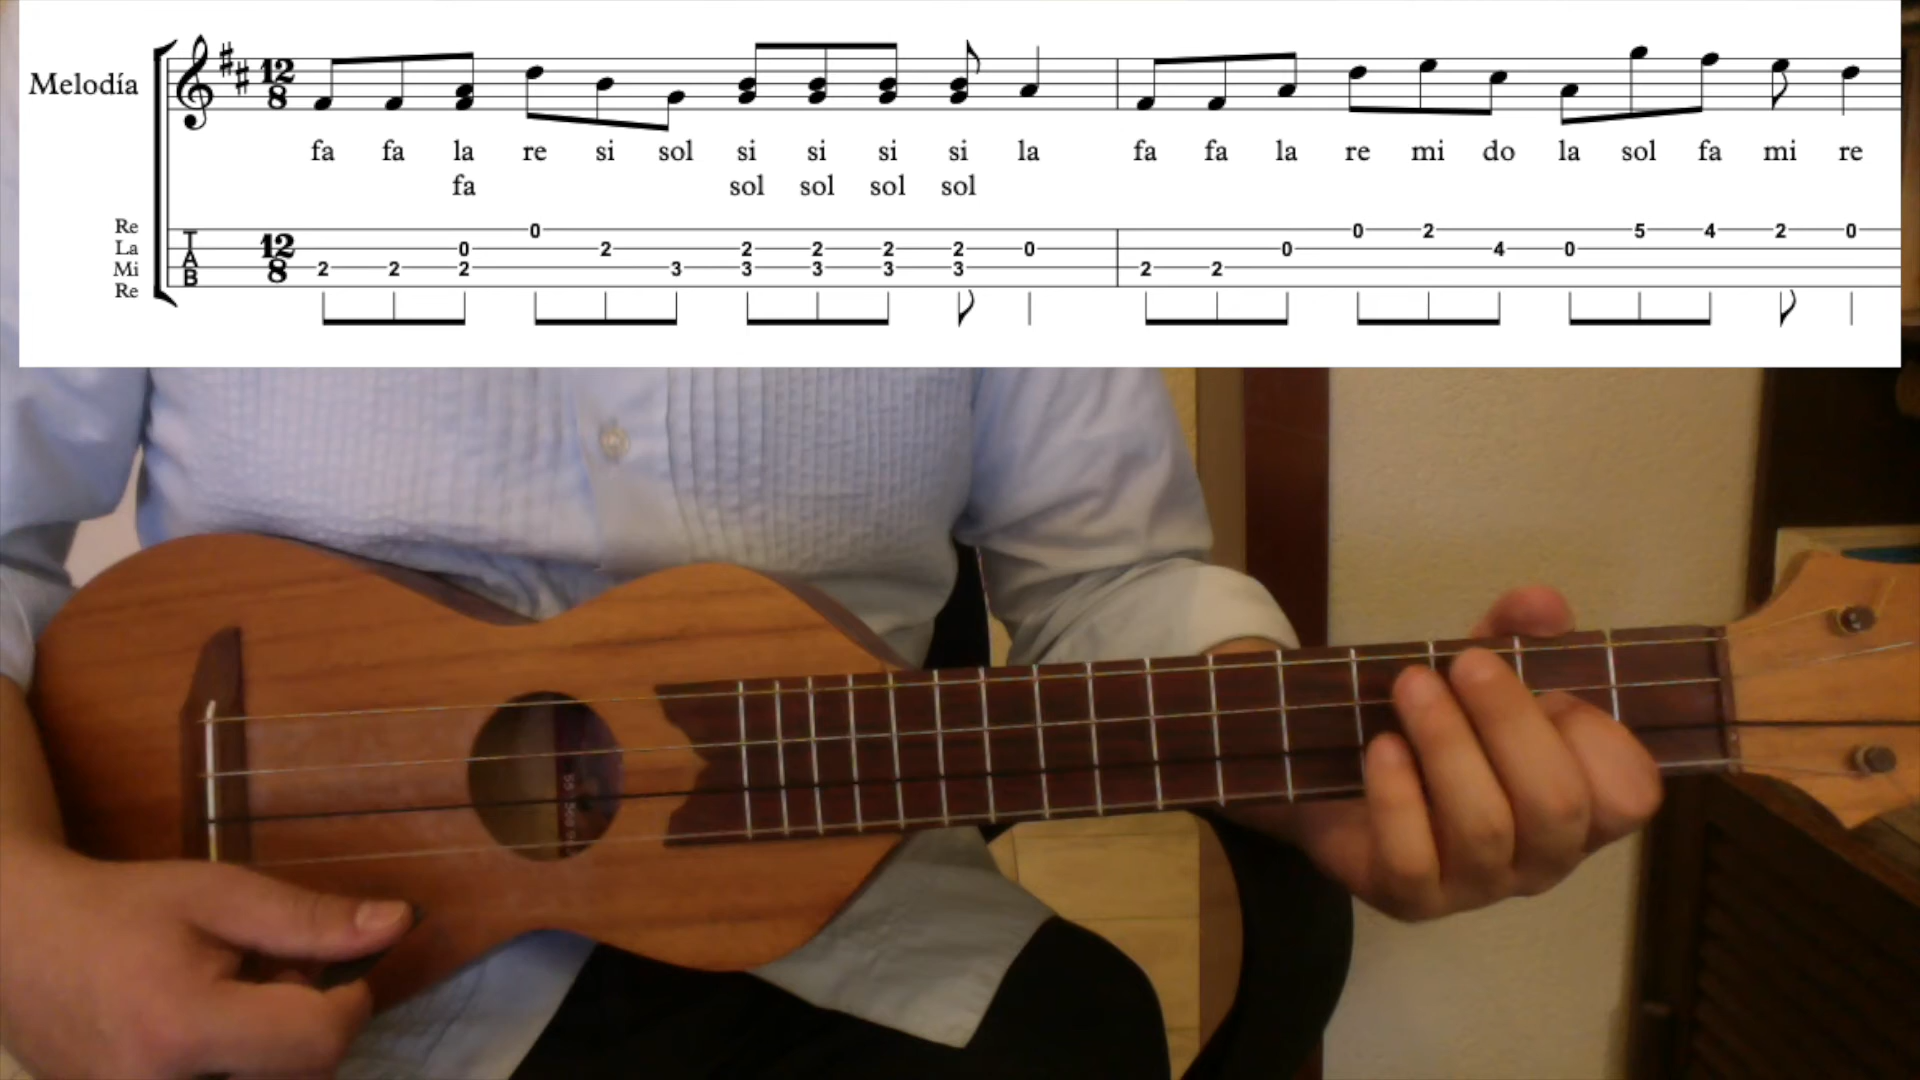 Melodía
12
8
fa fa la re si sol si si si si la fa fa la re mi do la sol fa mi re
fa sol sol sol sol
Re 0 0 2 5 4 2 0
La 0 2 2 2 2 2 0 0 4 0
Mi 2 2 2 3 3 3 3 3 2 2
Re
TAB
12
8